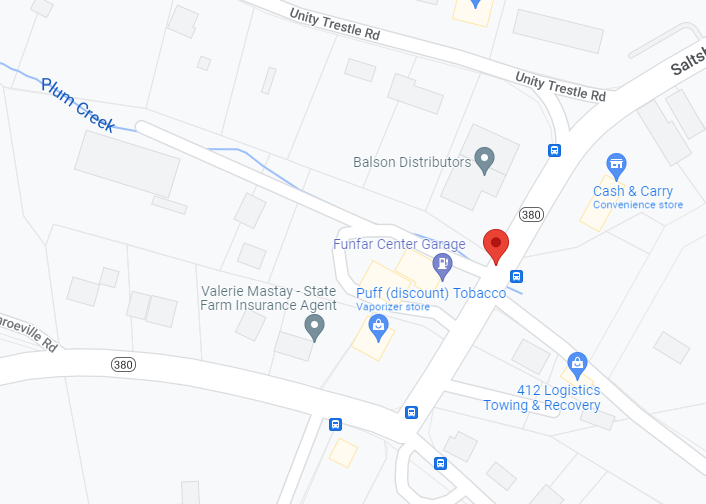 Unity Trestle Rd
Saltsb
Unity Trestle Rd
Plum Creek
Balson Distributors
Cash & Carry
Convenience store
380
Funfar Center Garage
Valerie Mastay - State
Farm Insurance Agent
Puff (discount) Tobacco
Vaporizer store
nroeville Rd
380
412 Logistics
Towing & Recovery